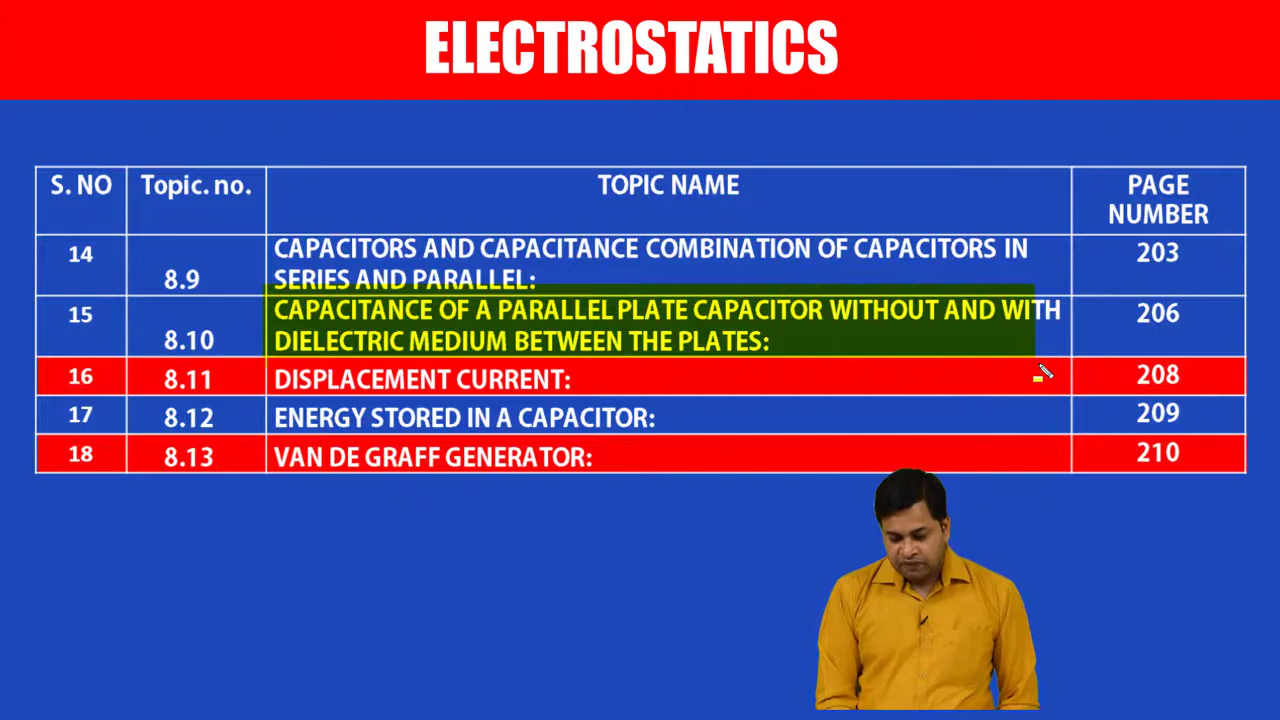 ELECTROSTATICS
S. NO Topic. no. TOPIC NAME PAGE
NUMBER
14 8.9 CAPACITORS AND CAPACITANCE COMBINATION OF CAPACITORS IN 203
SERIES AND PARALLEL:
15 8.10 CAPACITANCE OF A PARALLEL PLATE CAPACITOR WITHOUT AND WITH 206
DIELECTRIC MEDIUM BETWEEN THE PLATES:
16 8.11 DISPLACEMENT CURRENT: 208
17 8.12 ENERGY STORED IN A CAPACITOR: 209
18 8.13 VAN DE GRAFF GENERATOR: 210